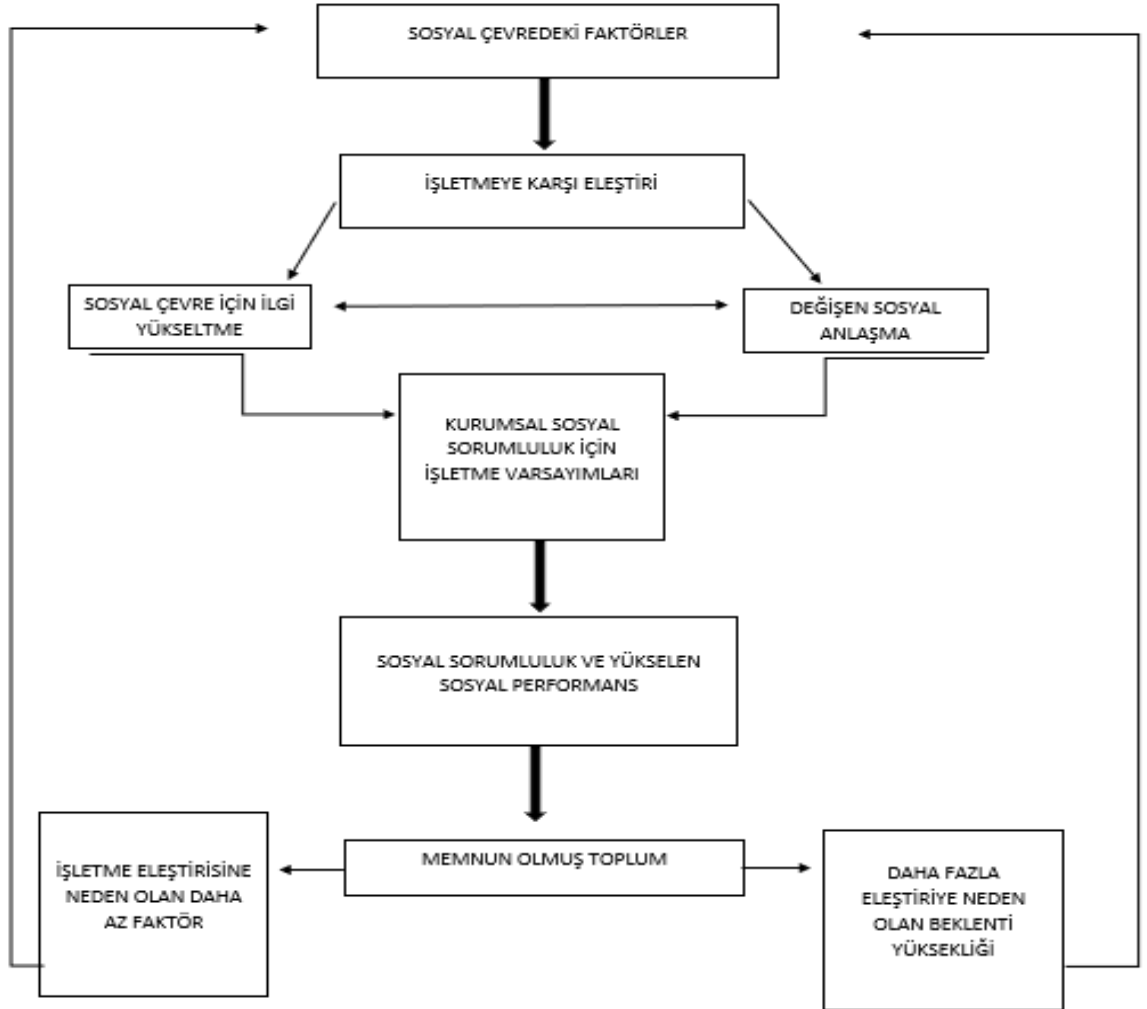 SOSYAL ÇEVREDEKİ FAKTÖRLER
İŞLETMEYE KARŞI ELEŞTİRİ
SOSYAL ÇEVRE İÇİN İLGİ
YÜKSELTME
DEĞİŞEN SOSYAL
ANLAŞMA
KURUMSAL SOSYAL
SORUMLULUK İÇİN
İŞLETME VARSAYIMLARI
SOSYAL SORUMLULUK VE YÜKSELEN
SOSYAL PERFORMANS
MEMNUN OLMUŞ TOPLUM
İŞLETME ELEŞTİRİSİNE
NEDEN OLAN DAHA
AZ FAKTÖR
DAHA FAZLA
ELEŞTİRİYE NEDEN
OLAN BEKLENTİ
YÜKSEKLİĞİ